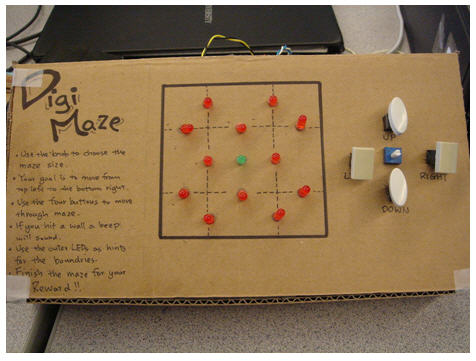 Digi
Maze
• Use the knob to choose the
maze size.
• Your goal is to move from
top left to the bottom right.
• Use the four buttons to move
through maze.
• If you hit a wall a beep
will sound.
• Use the outer LEDs as hints
for the boundries.
• Finish the maze for your
Reward!!
UP
L
RIGHT
DOWN